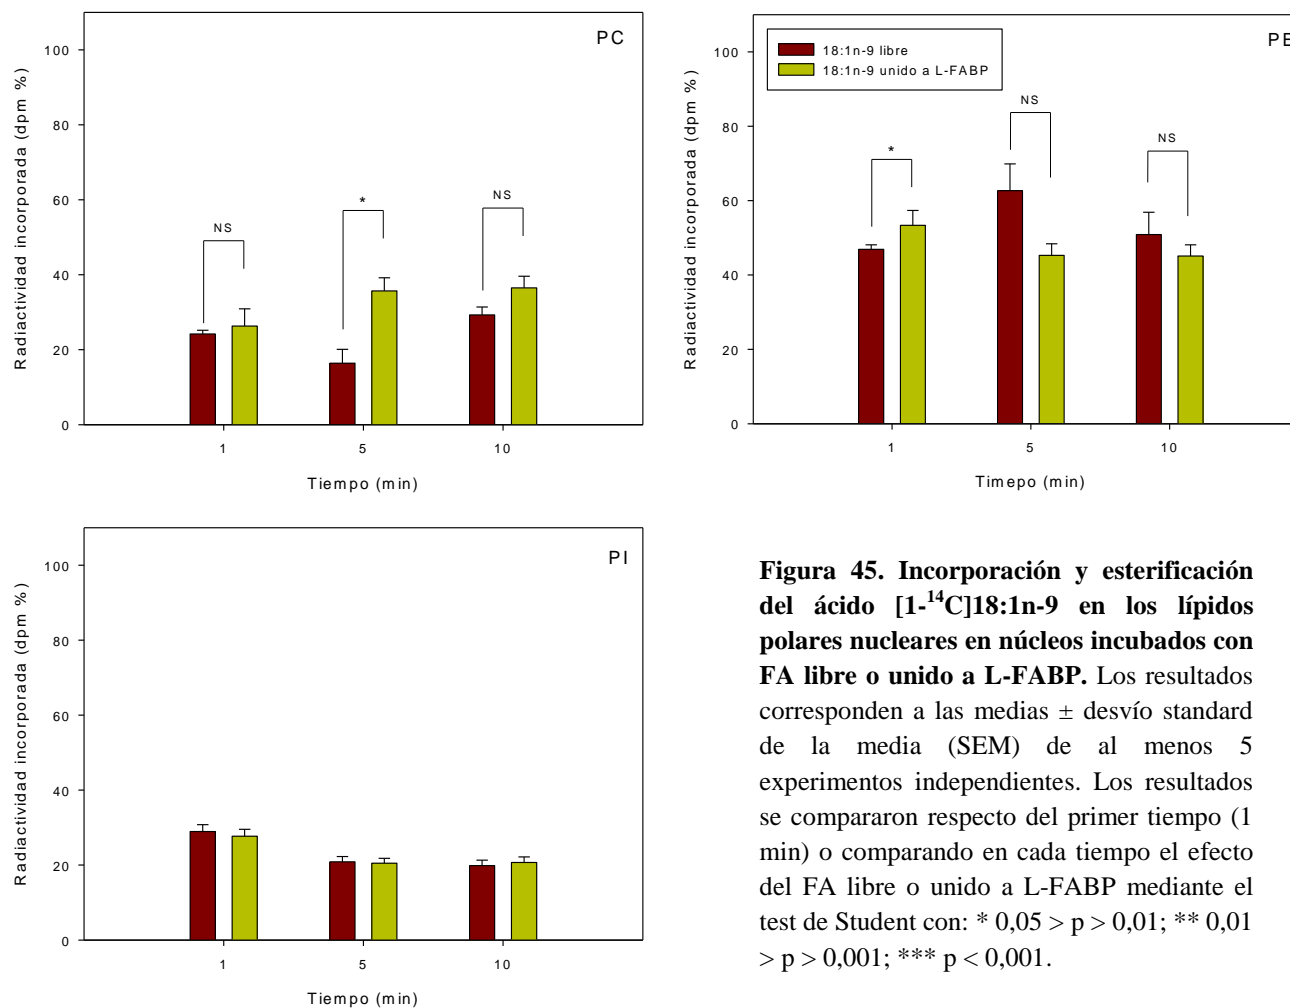 PC
Radiactividad incorporada (dpm %)
100
80
60
40
20
0
NS
*
NS
1
5
10
Tiempo (min)
PE
18:1n-9 libre
18:1n-9 unido a L-FABP
Radiactividad incorporada (dpm %)
100
80
60
40
20
0
*
NS
NS
1
5
10
Timepo (min)
PI
Radiactividad incorporada (dpm %)
100
80
60
40
20
0
1
5
10
Tiempo (min)
Figura 45. Incorporación y esterificación
del ácido [1-¹⁴C]18:1n-9 en los lípidos
polares nucleares en núcleos incubados con
FA libre o unido a L-FABP. Los resultados
corresponden a las medias ± desvío standard
de la media (SEM) de al menos 5
experimentos independientes. Los resultados
se compararon respecto del primer tiempo (1
min) o comparando en cada tiempo el efecto
del FA libre o unido a L-FABP mediante el
test de Student con: * 0,05 > p > 0,01; ** 0,01
> p > 0,001; *** p < 0,001.